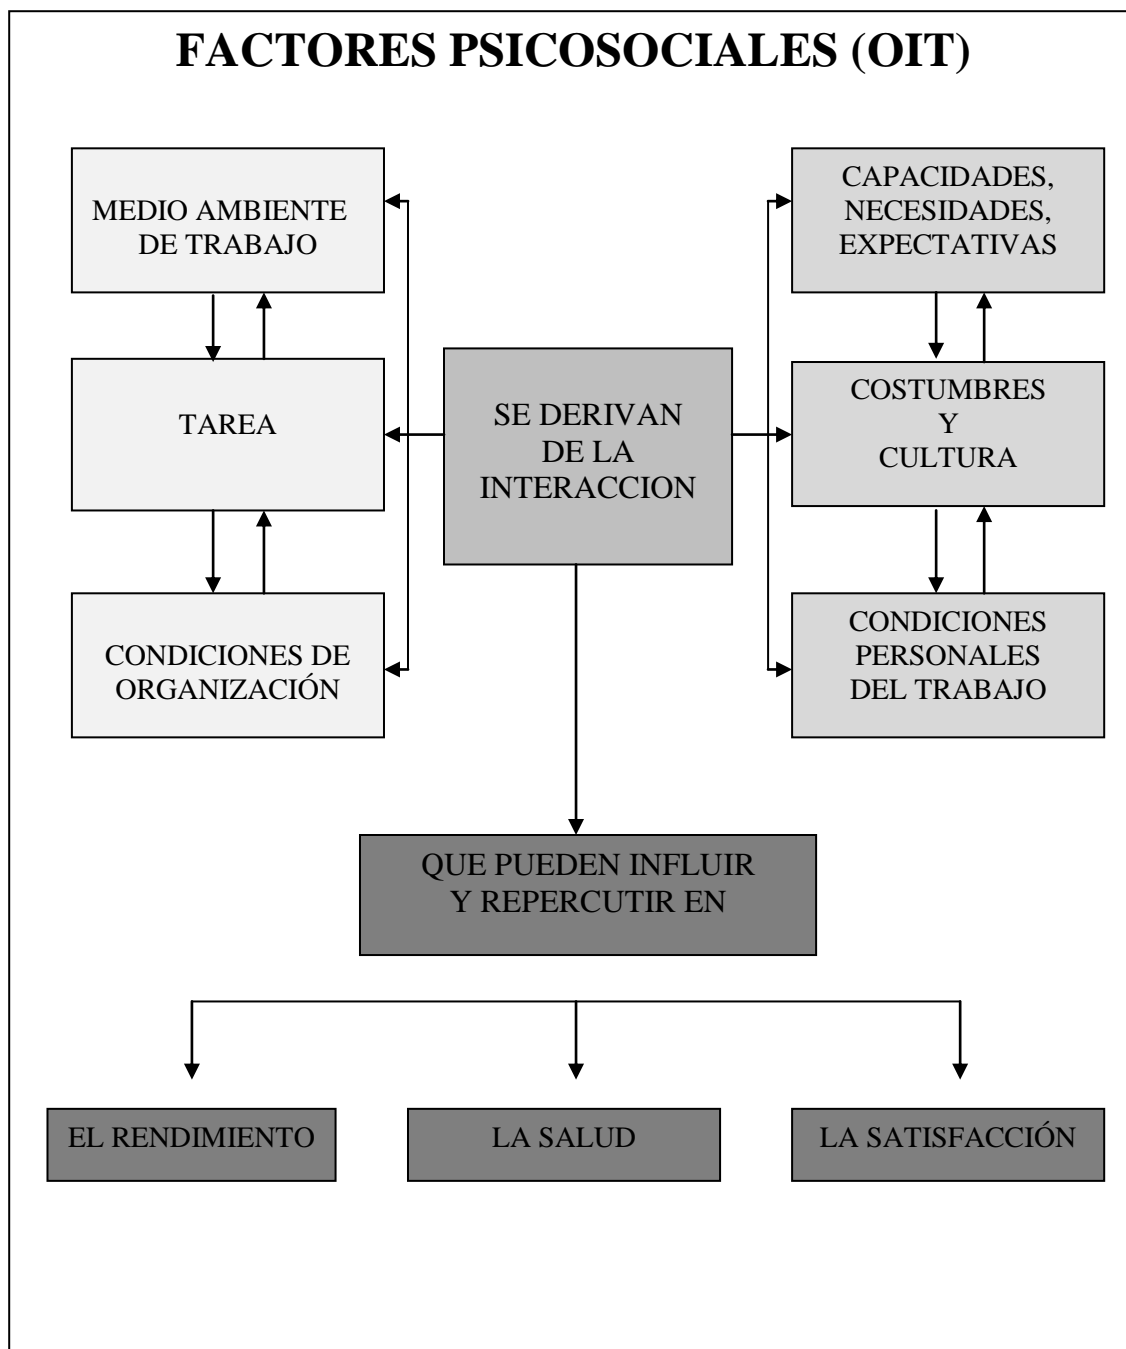 FACTORES PSICOSOCIALES (OIT)
MEDIO AMBIENTE
DE TRABAJO
TAREA
CONDICIONES DE
ORGANIZACIÓN
SE DERIVAN
DE LA
INTERACCION
CAPACIDADES,
NECESIDADES,
EXPECTATIVAS
COSTUMBRES
Y
CULTURA
CONDICIONES
PERSONALES
DEL TRABAJO
QUE PUEDEN INFLUIR
Y REPERCUTIR EN
EL RENDIMIENTO
LA SALUD
LA SATISFACCIÓN